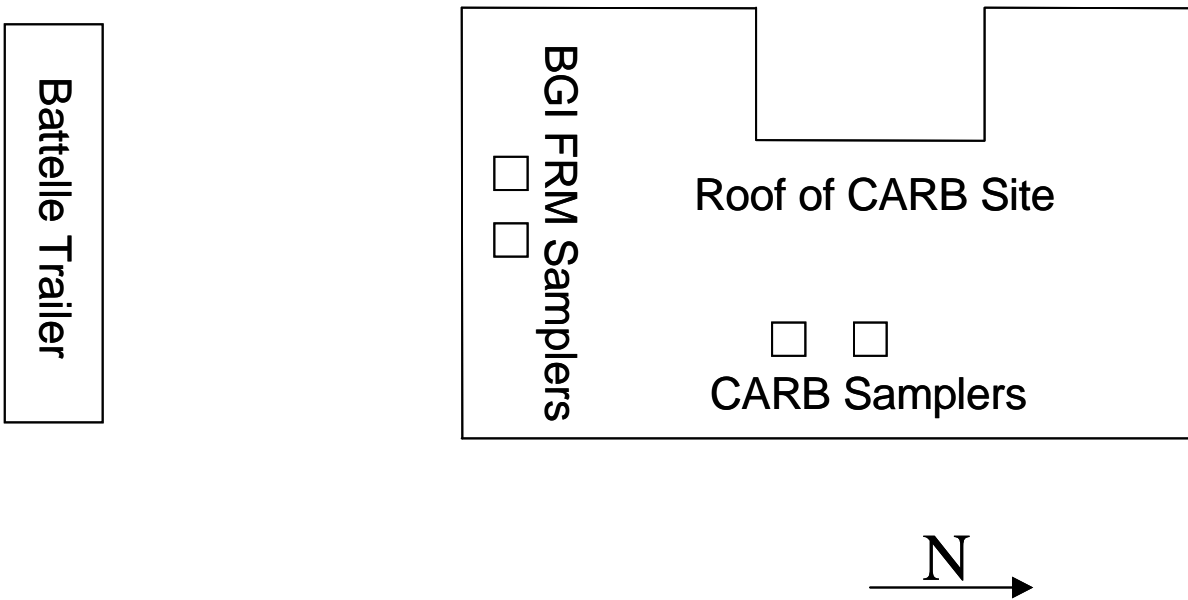 Battelle Trailer
BGI FRM Samplers
Roof of CARB Site
CARB Samplers
N